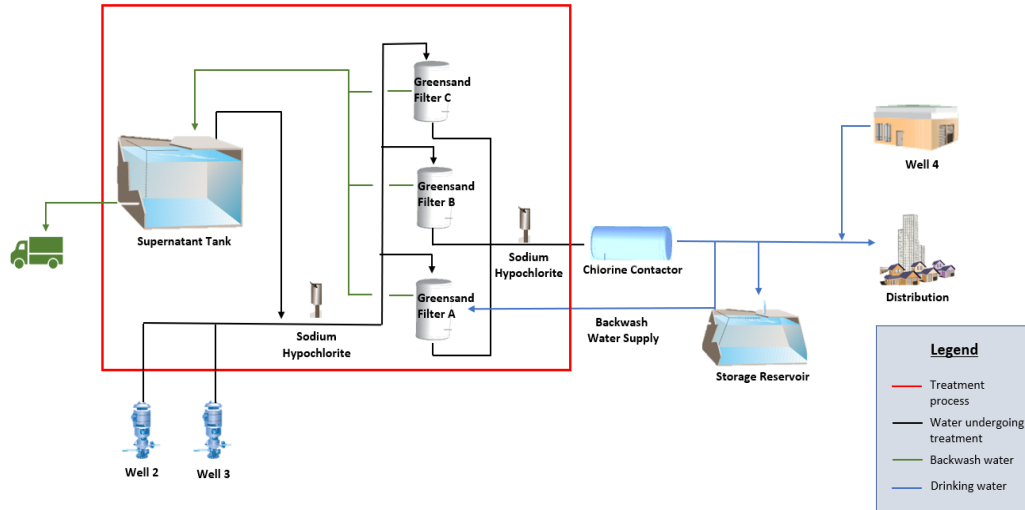 Greensand
Filter C
Well 4
Greensand
Filter B
Supernatant Tank
Sodium
Hypochlorite
Chlorine Contactor
Greensand
Filter A
Distribution
Sodium
Hypochlorite
Backwash
Water Supply
Storage Reservoir
Well 2
Well 3
Legend
Treatment
process
Water undergoing
treatment
Backwash water
Drinking water